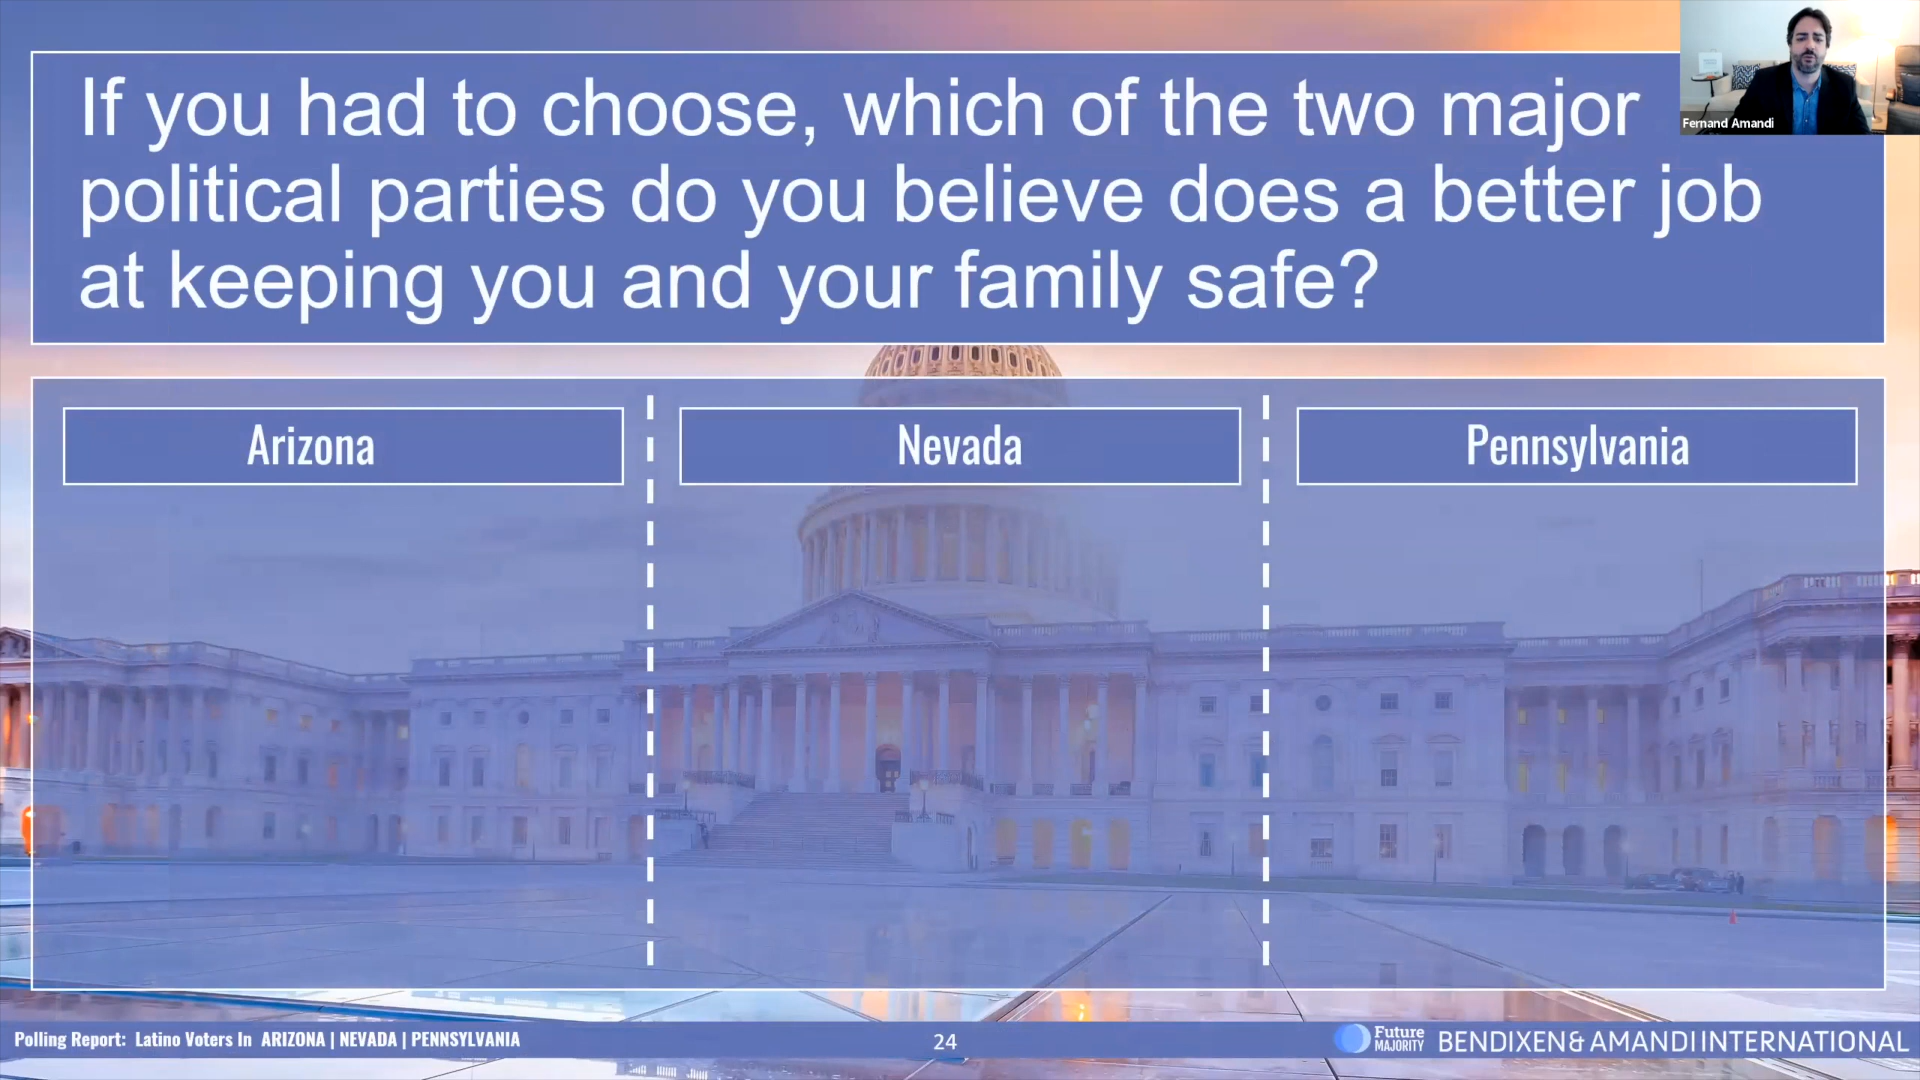 If you had to choose, which of the two major
Fernand Amandi
political parties do you believe does a better job
at keeping you and your family safe?
Arizona
Nevada
Pennsylvania
Polling Report: Latino Voters In ARIZONA | NEVADA | PENNSYLVANIA
24
Future
MAJORITY
BENDIXEN & AMANDI INTERNATIONAL